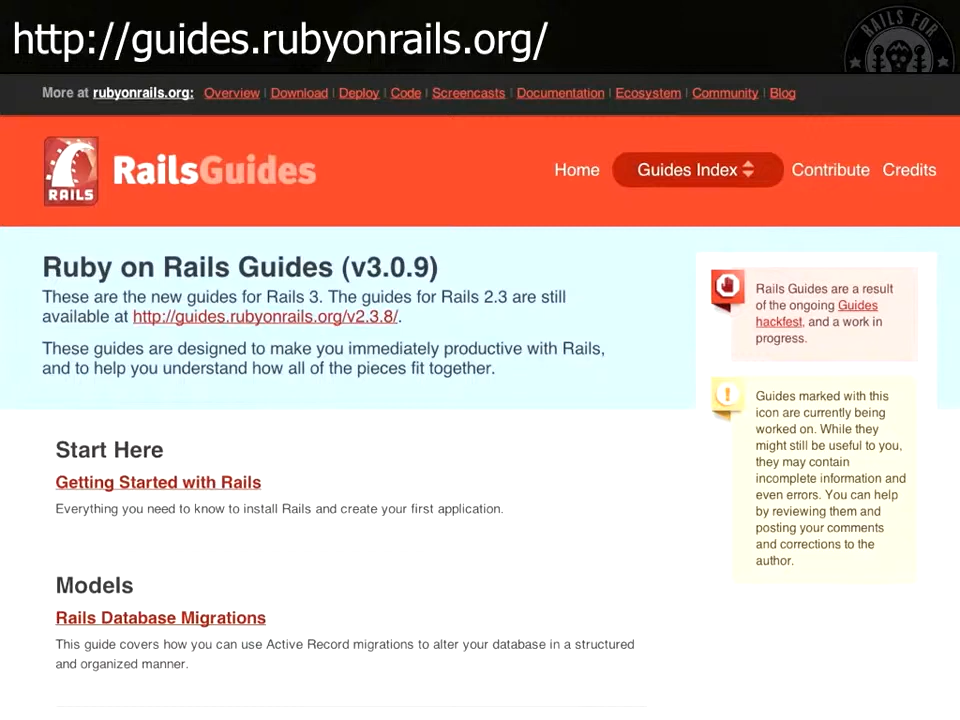 http://guides.rubyonrails.org/
RAILS FOR
More at rubyonrails.org: Overview | Download | Deploy | Code | Screencasts | Documentation | Ecosystem | Community | Blog
RAILS
RailsGuides
Home Guides Index Contribute Credits
Ruby on Rails Guides (v3.0.9)
These are the new guides for Rails 3. The guides for Rails 2.3 are still
available at http://guides.rubyonrails.org/v2.3.8/.
These guides are designed to make you immediately productive with Rails,
and to help you understand how all of the pieces fit together.
Rails Guides are a result
of the ongoing Guides
hackfest, and a work in
progress.
Guides marked with this
icon are currently being
worked on. While they
might still be useful to you,
they may contain
incomplete information and
even errors. You can help
by reviewing them and
posting your comments
and corrections to the
author.
Start Here
Getting Started with Rails
Everything you need to know to install Rails and create your first application.
Models
Rails Database Migrations
This guide covers how you can use Active Record migrations to alter your database in a structured
and organized manner.